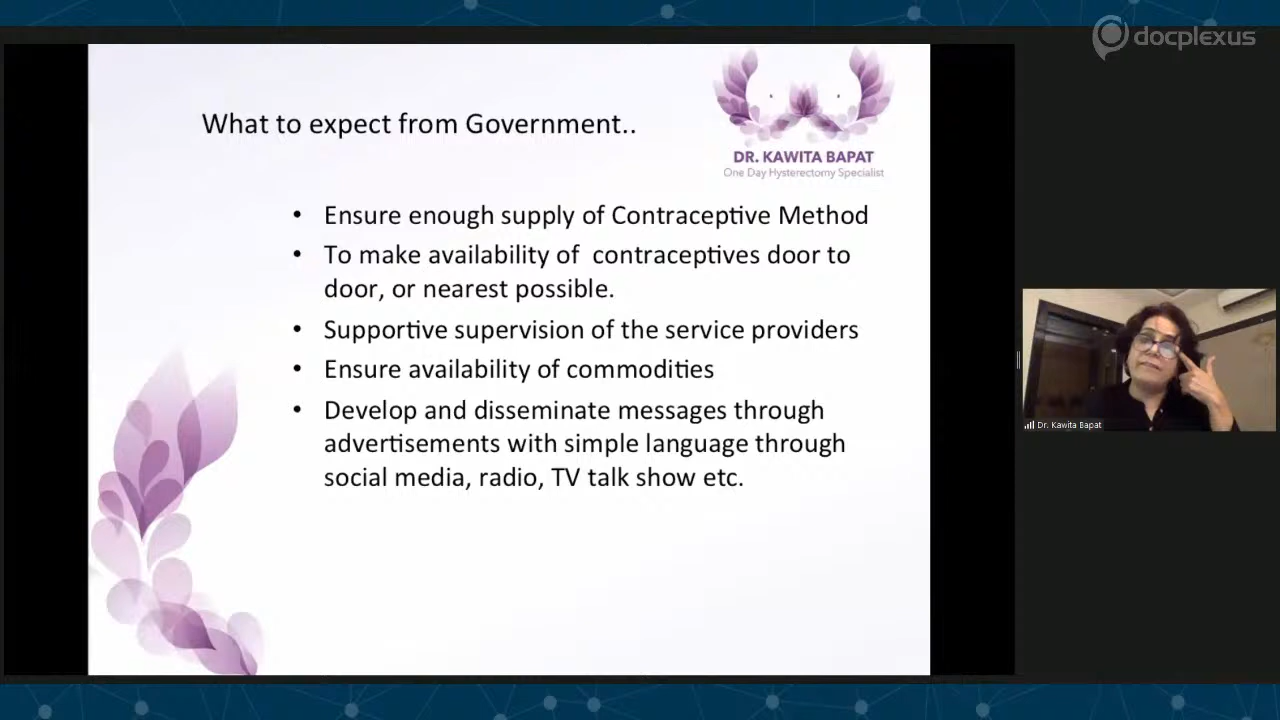 docplexus
What to expect from Government..
DR. KAWITA BAPAT
One Day Hysterectomy Specialist
• Ensure enough supply of Contraceptive Method
• To make availability of contraceptives door to
door, or nearest possible.
• Supportive supervision of the service providers
• Ensure availability of commodities
• Develop and disseminate messages through
advertisements with simple language through
social media, radio, TV talk show etc.
Dr. Kawita Bapat